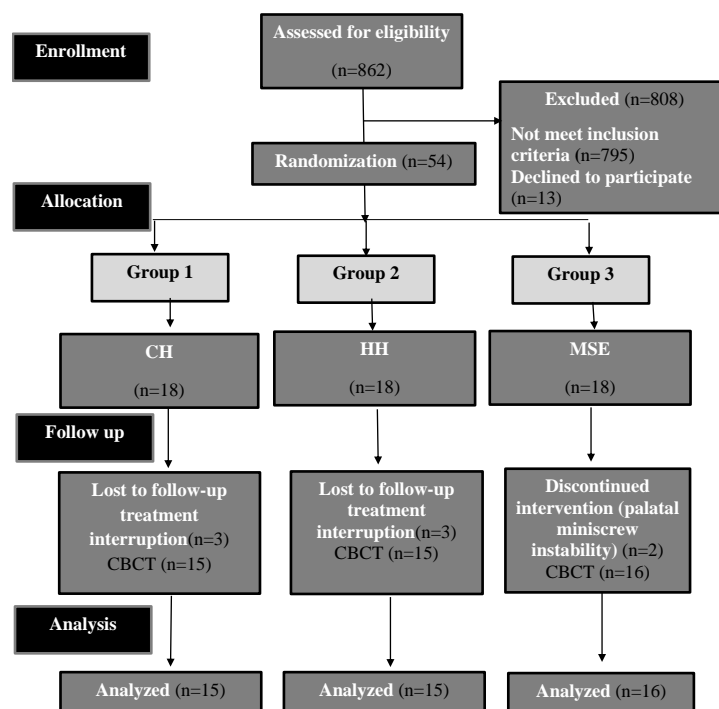 Enrollment
Assessed for eligibility
(n=862)
Excluded (n=808)
Not meet inclusion
criteria (n=795)
Declined to participate
(n=13)
Randomization (n=54)
Allocation
Group 1
Group 2
Group 3
CH
(n=18)
HH
(n=18)
MSE
(n=18)
Follow up
Lost to follow-up
treatment
interruption(n=3)
CBCT (n=15)
Lost to follow-up
treatment
interruption(n=3)
CBCT (n=15)
Discontinued
intervention (palatal
miniscrew
instability) (n=2)
CBCT (n=16)
Analysis
Analyzed (n=15)
Analyzed (n=15)
Analyzed (n=16)